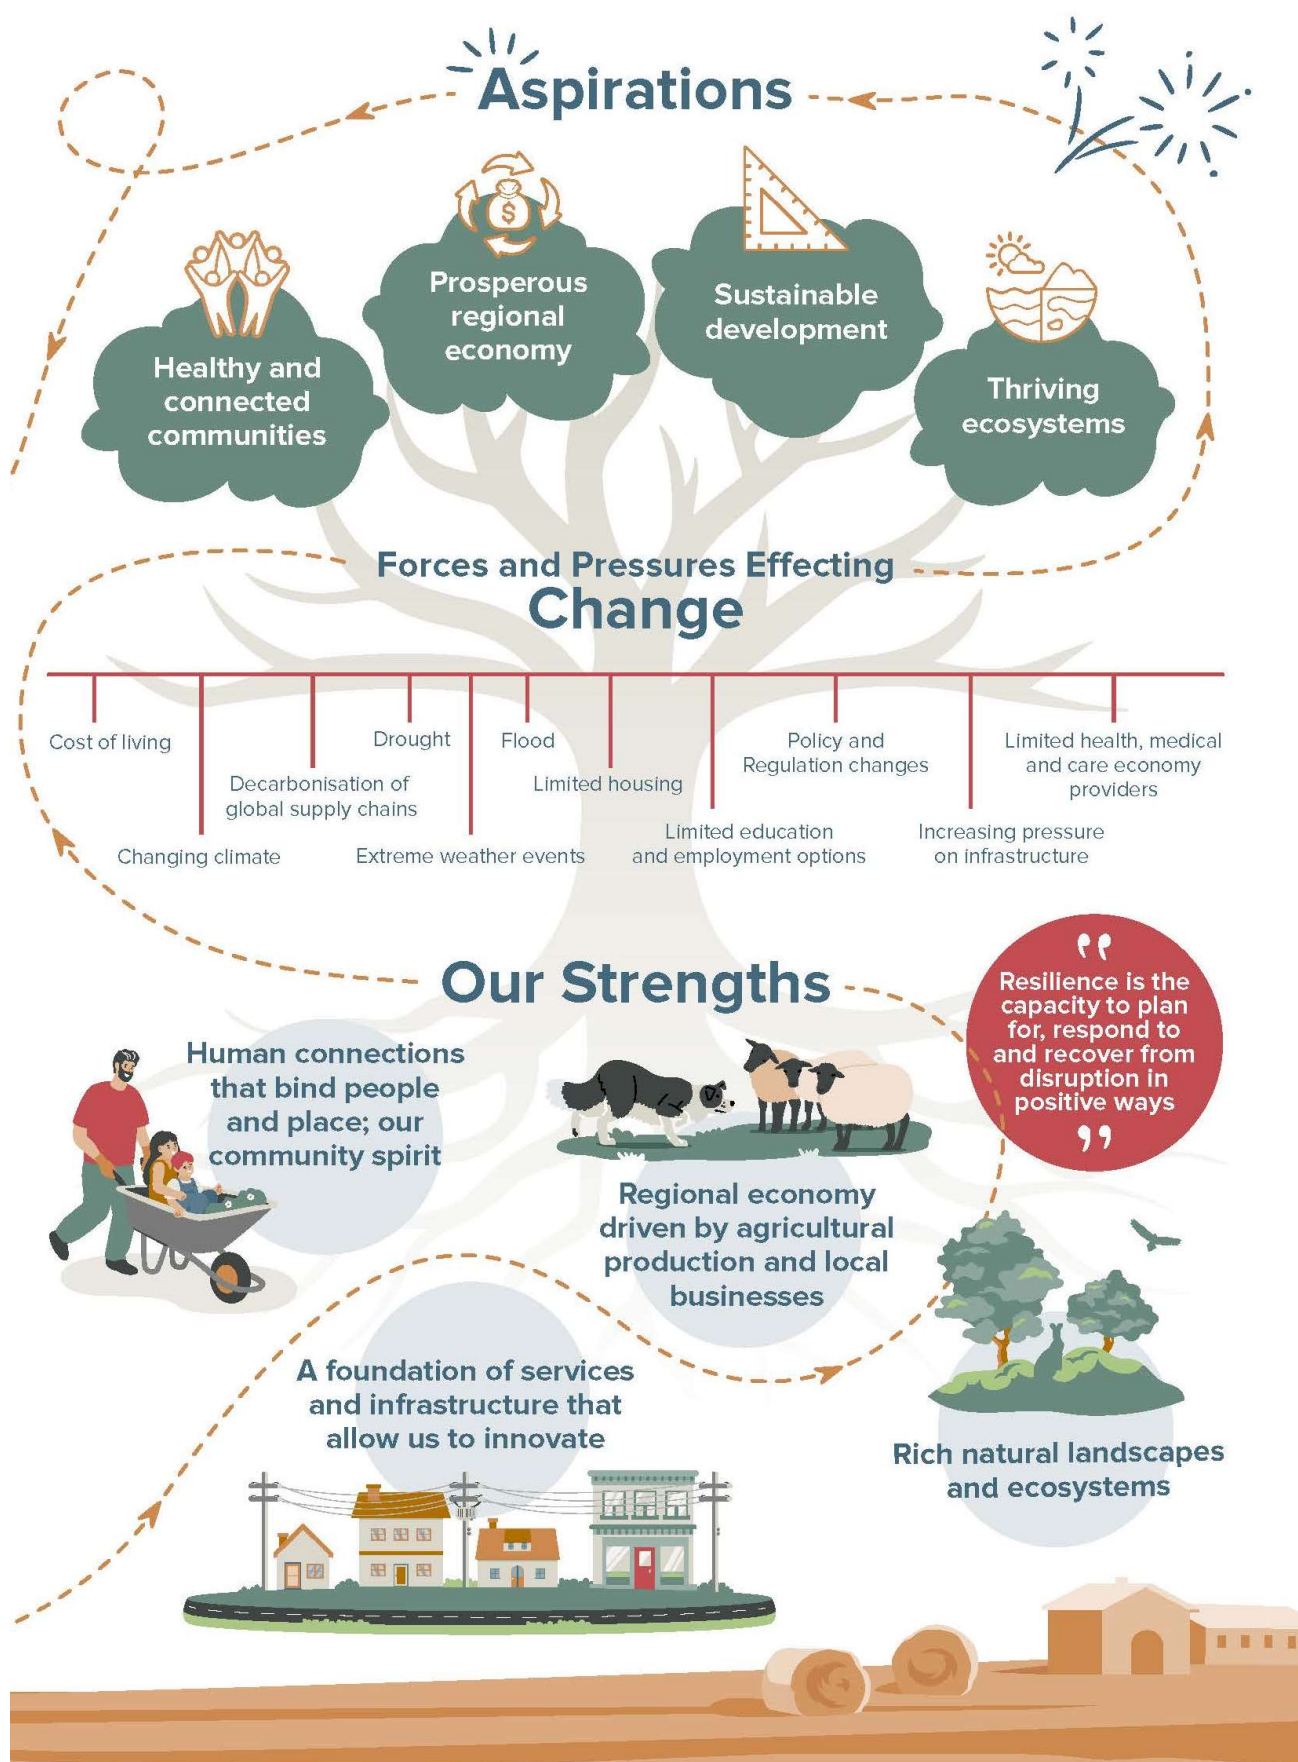 Aspirations
Healthy and
connected
communities
Prosperous
regional
economy
$
Sustainable
development
Thriving
ecosystems
Forces and Pressures Effecting
Change
Cost of living
Changing climate
Decarbonisation of
global supply chains
Drought
Extreme weather events
Flood
Limited housing
Limited education
and employment options
Policy and
Regulation changes
Increasing pressure
on infrastructure
Limited health, medical
and care economy
providers
Our Strengths
“
Resilience is the
capacity to plan
for, respond to
and recover from
disruption in
positive ways
”
Human connections
that bind people
and place; our
community spirit
Regional economy
driven by agricultural
production and local
businesses
A foundation of services
and infrastructure that
allow us to innovate
Rich natural landscapes
and ecosystems